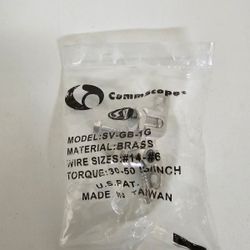 Commscope
MODEL:SV-GB-1G
MATERIAL:BRASS
WIRE SIZES:#14-#6
TORQUE:30-50 LB/INCH
U.S.PAT.
MADE IN TAIWAN